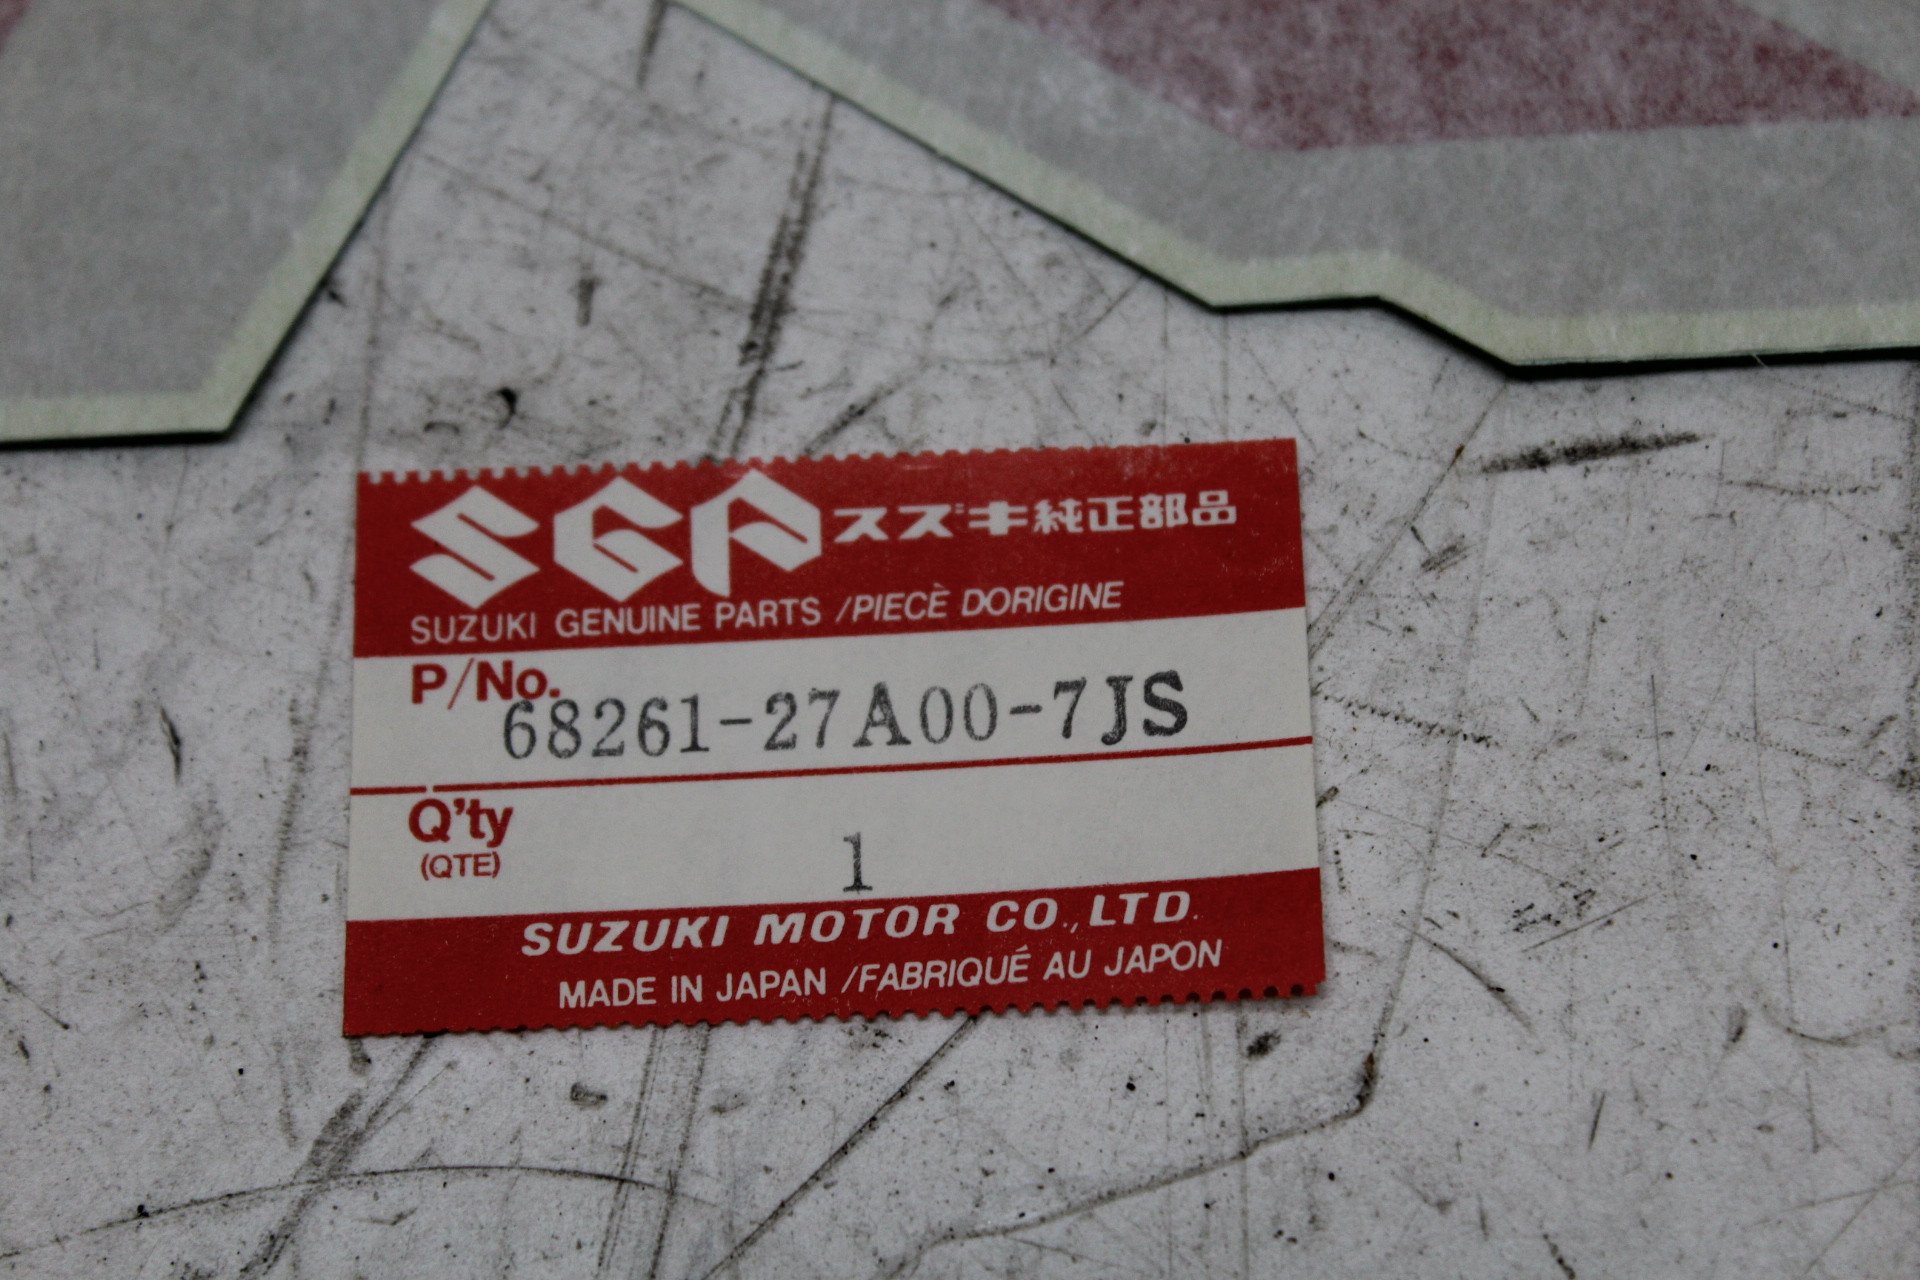 SGP スズキ純正部品
SUZUKI GENUINE PARTS /PIECÈ DORIGINE
P/No.
68261-27A00-7JS
Q'ty
(QTE)
1
SUZUKI MOTOR CO.,LTD.
MADE IN JAPAN /FABRIQUÉ AU JAPON